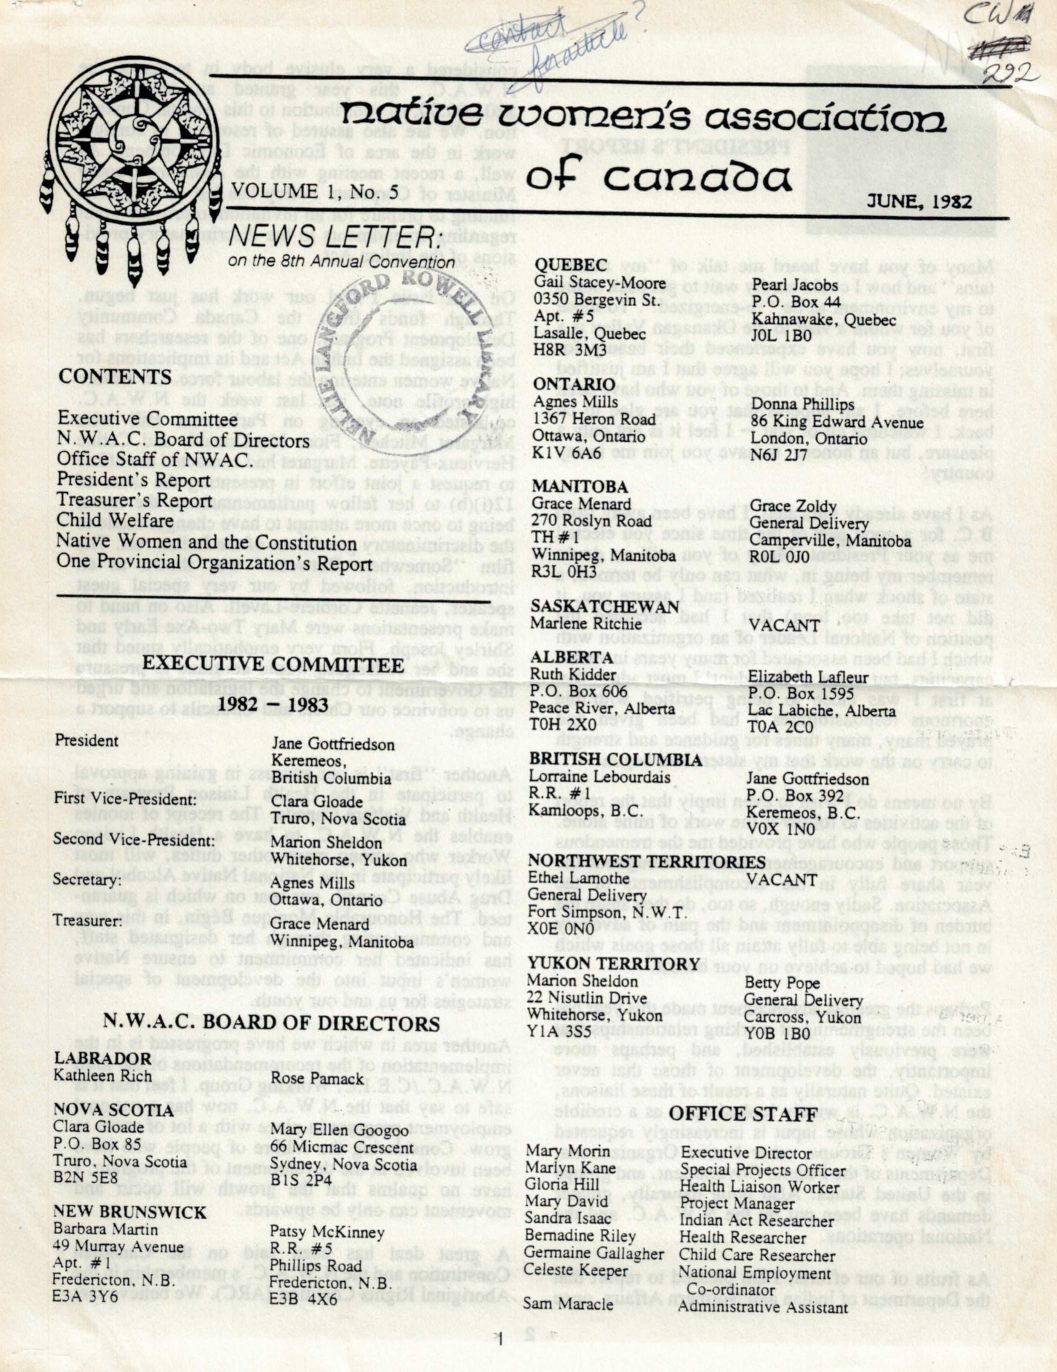 contact?
for article
CWM
292
native women's association
of canada
VOLUME 1, No. 5
JUNE, 1982
NEWS LETTER:
on the 8th Annual Convention
NELLIE LANGFORD ROWELL LIBRARY
CONTENTS
Executive Committee
N.W.A.C. Board of Directors
Office Staff of NWAC.
President's Report
Treasurer's Report
Child Welfare
Native Women and the Constitution
One Provincial Organization's Report
EXECUTIVE COMMITTEE
1982 — 1983
President Jane Gottfriedson
Keremeos,
British Columbia
First Vice-President: Clara Gloade
Truro, Nova Scotia
Second Vice-President: Marion Sheldon
Whitehorse, Yukon
Secretary: Agnes Mills
Ottawa, Ontario
Treasurer: Grace Menard
Winnipeg, Manitoba
N.W.A.C. BOARD OF DIRECTORS
LABRADOR
Kathleen Rich Rose Pamack
NOVA SCOTIA
Clara Gloade Mary Ellen Googoo
P.O. Box 85 66 Micmac Crescent
Truro, Nova Scotia Sydney, Nova Scotia
B2N 5E8 B1S 2P4
NEW BRUNSWICK
Barbara Martin Patsy McKinney
49 Murray Avenue R.R. #5
Apt. #1 Phillips Road
Fredericton, N.B. Fredericton, N.B.
E3A 3Y6 E3B 4X6
QUEBEC
Gail Stacey-Moore Pearl Jacobs
0350 Bergevin St. P.O. Box 44
Apt. #5 Kahnawake, Quebec
Lasalle, Quebec J0L 1B0
H8R 3M3
ONTARIO
Agnes Mills Donna Phillips
1367 Heron Road 86 King Edward Avenue
Ottawa, Ontario London, Ontario
K1V 6A6 N6J 2J7
MANITOBA
Grace Menard Grace Zoldy
270 Roslyn Road General Delivery
TH #1 Camperville, Manitoba
Winnipeg, Manitoba R0L 0J0
R3L 0H3
SASKATCHEWAN
Marlene Ritchie VACANT
ALBERTA
Ruth Kidder Elizabeth Lafleur
P.O. Box 606 P.O. Box 1595
Peace River, Alberta Lac Labiche, Alberta
T0H 2X0 T0A 2C0
BRITISH COLUMBIA
Lorraine Lebourdais Jane Gottfriedson
R.R. #1 P.O. Box 392
Kamloops, B.C. Keremeos, B.C.
V0X 1N0
NORTHWEST TERRITORIES
Ethel Lamothe VACANT
General Delivery
Fort Simpson, N.W.T.
X0E 0N0
YUKON TERRITORY
Marion Sheldon Betty Pope
22 Nisutlin Drive General Delivery
Whitehorse, Yukon Carcross, Yukon
Y1A 3S5 Y0B 1B0
OFFICE STAFF
Mary Morin Executive Director
Marlyn Kane Special Projects Officer
Gloria Hill Health Liaison Worker
Mary David Project Manager
Sandra Isaac Indian Act Researcher
Bernadine Riley Health Researcher
Germaine Gallagher Child Care Researcher
Celeste Keeper National Employment
Co-ordinator
Sam Maracle Administrative Assistant
1